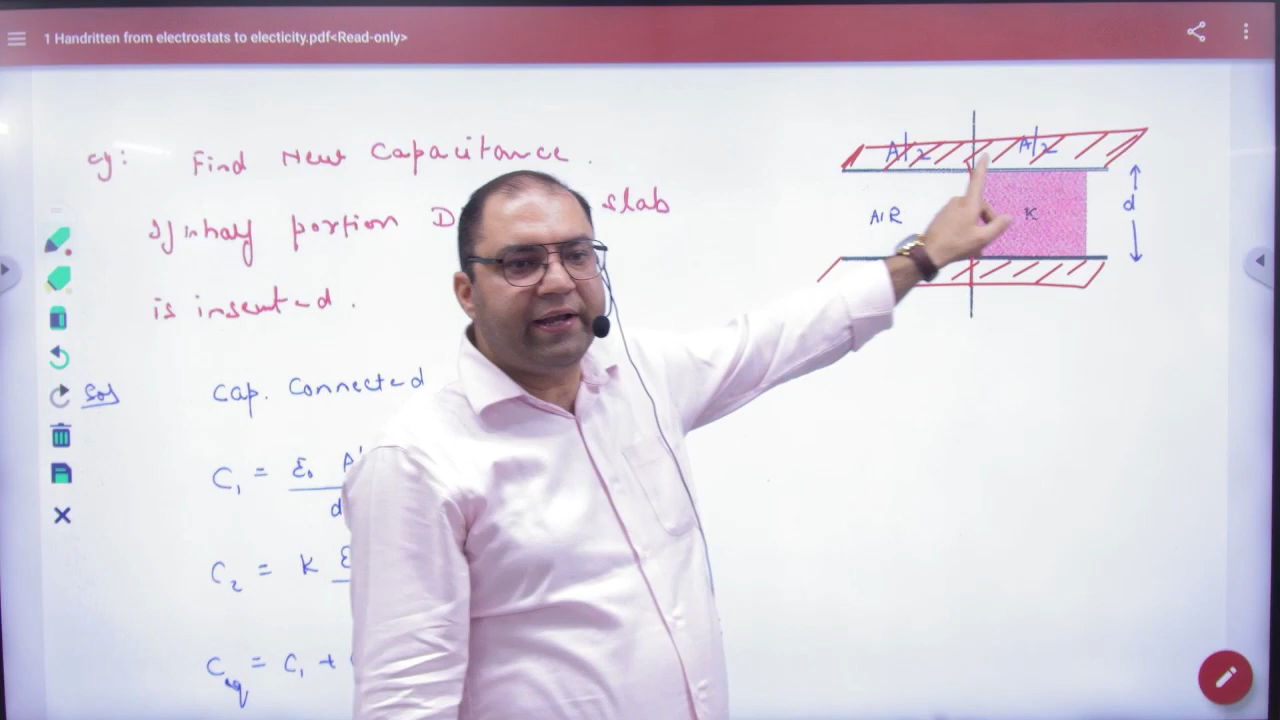 1 Handritten from electrostats to electicity.pdf<Read-only>
eg: Find New Capacitance.
If in half portion D slab
is inserted.
A/2 A/2
AIR K d
Sol Cap. Connected
C₁ = ε₀ A
d
C₂ = K ε
Ceq = C₁ +